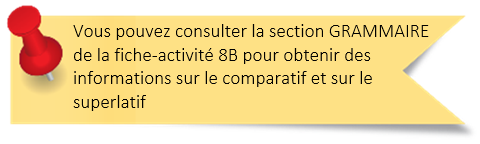 Vous pouvez consulter la section GRAMMAIRE
de la fiche-activité 8B pour obtenir des
informations sur le comparatif et sur le
superlatif